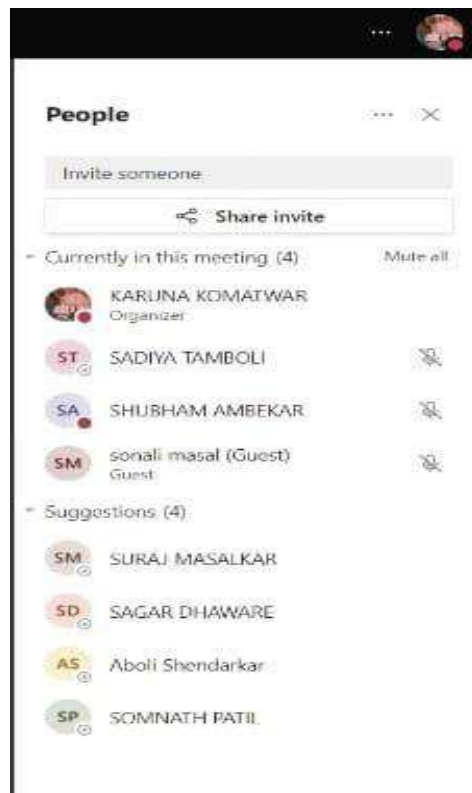 People
Invite someone
Share invite
Currently in this meeting (4) Mute all
KARUNA KOMATWAR
Organizer
ST SADIYA TAMBOLI
SA SHUBHAM AMBEKAR
SM sonali masal (Guest)
Guest
Suggestions (4)
SM SURAJ MASALKAR
SD SAGAR DHAWARE
AS Aboli Shendarkar
SP SOMNATH PATIL